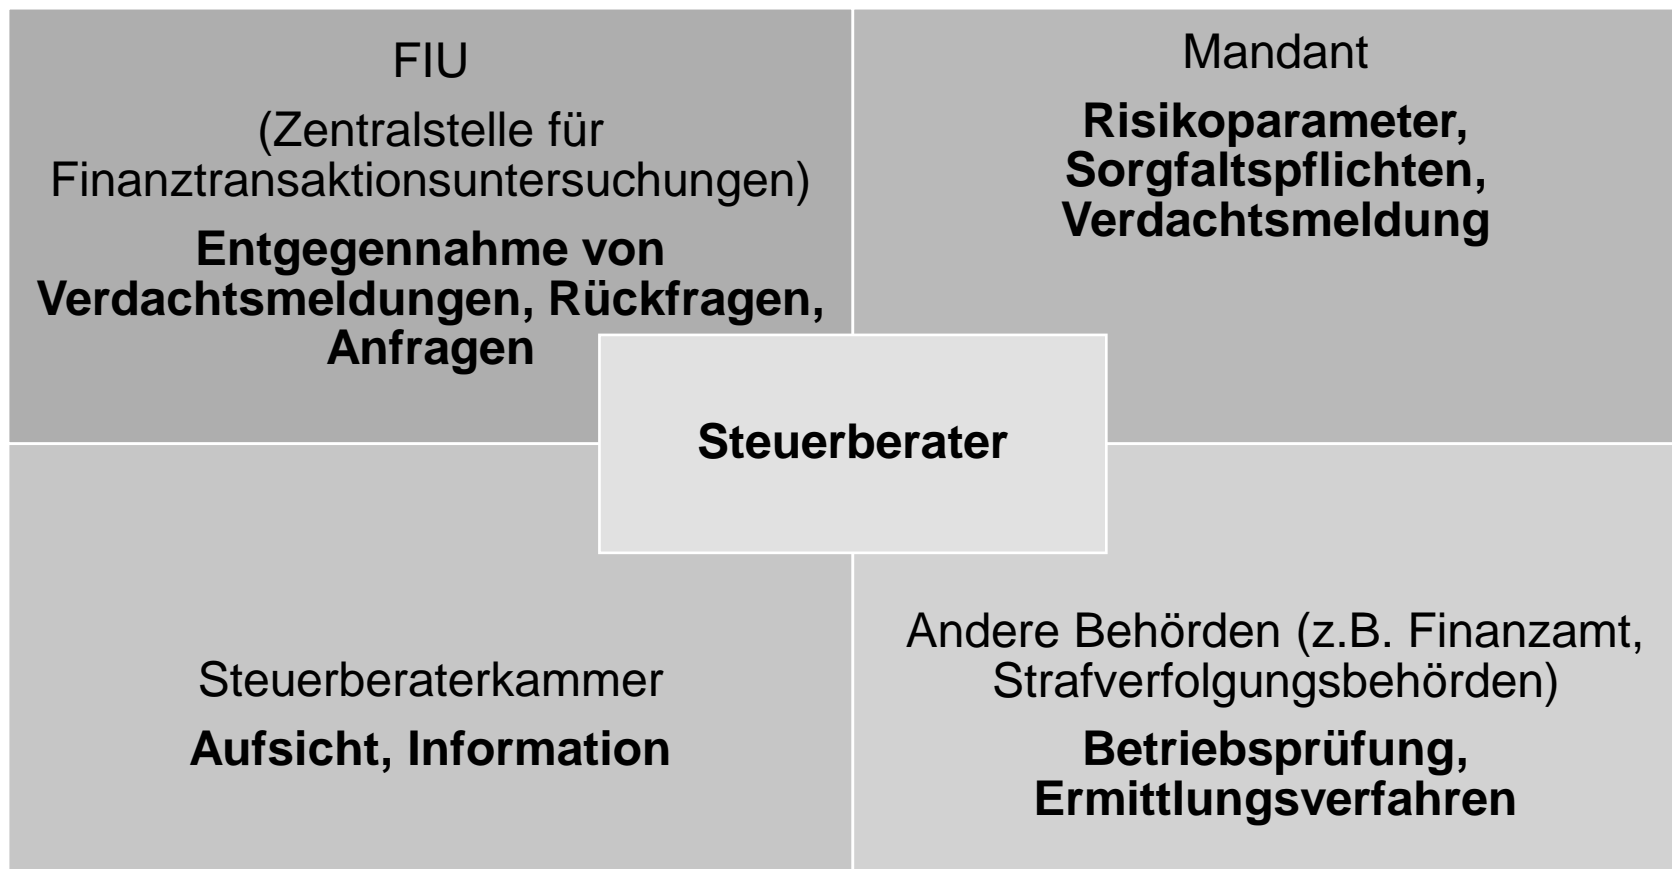 FIU
(Zentralstelle für
Finanztransaktionsuntersuchungen)
Entgegennahme von
Verdachtsmeldungen, Rückfragen,
Anfragen
Mandant
Risikoparameter,
Sorgfaltspflichten,
Verdachtsmeldung
Steuerberater
Steuerberaterkammer
Aufsicht, Information
Andere Behörden (z.B. Finanzamt,
Strafverfolgungsbehörden)
Betriebsprüfung,
Ermittlungsverfahren